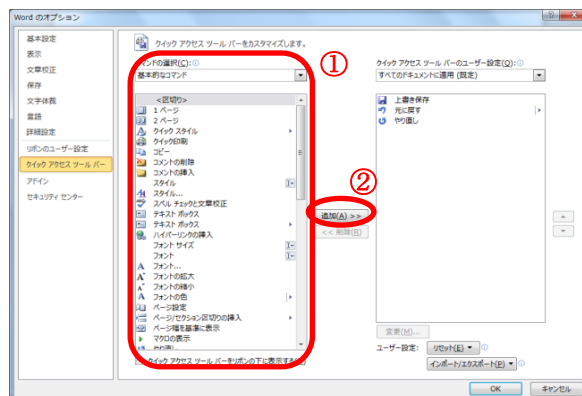 Word のオプション
基本設定
表示
文章校正
保存
文字体裁
言語
詳細設定
リボンのユーザー設定
クイック アクセス ツール バー
アドイン
セキュリティ センター
クイック アクセス ツール バーをカスタマイズします。
マンドの選択(C):
基本的なコマンド
①
<区切り>
1 ページ
2 ページ
クイック スタイル
クイック印刷
コピー
コメントの削除
コメントの挿入
スタイル
スタイル...
スペル チェックと文章校正
テキスト ボックス
テキスト ボックス
ハイパーリンクの挿入
フォント サイズ
フォント
フォント...
フォントの拡大
フォントの縮小
フォントの色
ページ設定
ページ/セクション区切りの挿入
ページ幅を基準に表示
マクロの表示
やり直し
クイック アクセス ツール バーをリボンの下に表示する
②
追加(A) >>
<< 削除(R)
クイック アクセス ツール バーのユーザー設定(Q):
すべてのドキュメントに適用 (既定)
上書き保存
元に戻す
やり直し
変更(M)...
ユーザー設定:
リセット(E)
インポート/エクスポート(P)
OK
キャンセル